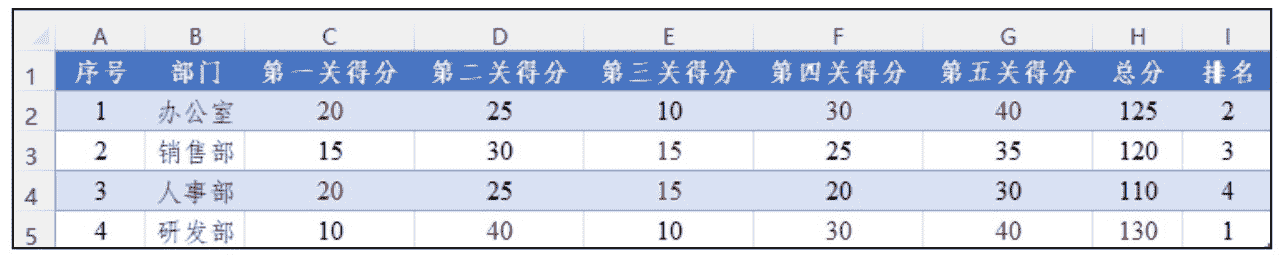 A B C D E F G H I
1 序号 部门 第一关得分 第二关得分 第三关得分 第四关得分 第五关得分 总分 排名
2 1 办公室 20 25 10 30 40 125 2
3 2 销售部 15 30 15 25 35 120 3
4 3 人事部 20 25 15 20 30 110 4
5 4 研发部 10 40 10 30 40 130 1